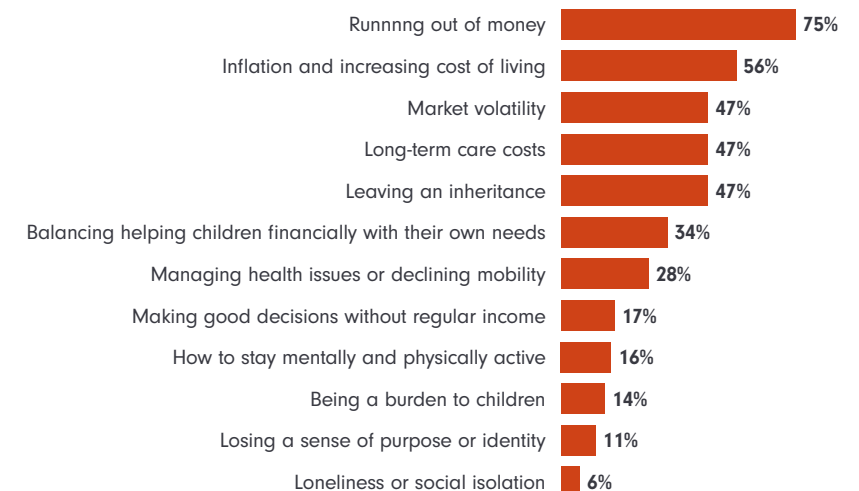 Runnnng out of money 75%
Inflation and increasing cost of living 56%
Market volatility 47%
Long-term care costs 47%
Leaving an inheritance 47%
Balancing helping children financially with their own needs 34%
Managing health issues or declining mobility 28%
Making good decisions without regular income 17%
How to stay mentally and physically active 16%
Being a burden to children 14%
Losing a sense of purpose or identity 11%
Loneliness or social isolation 6%